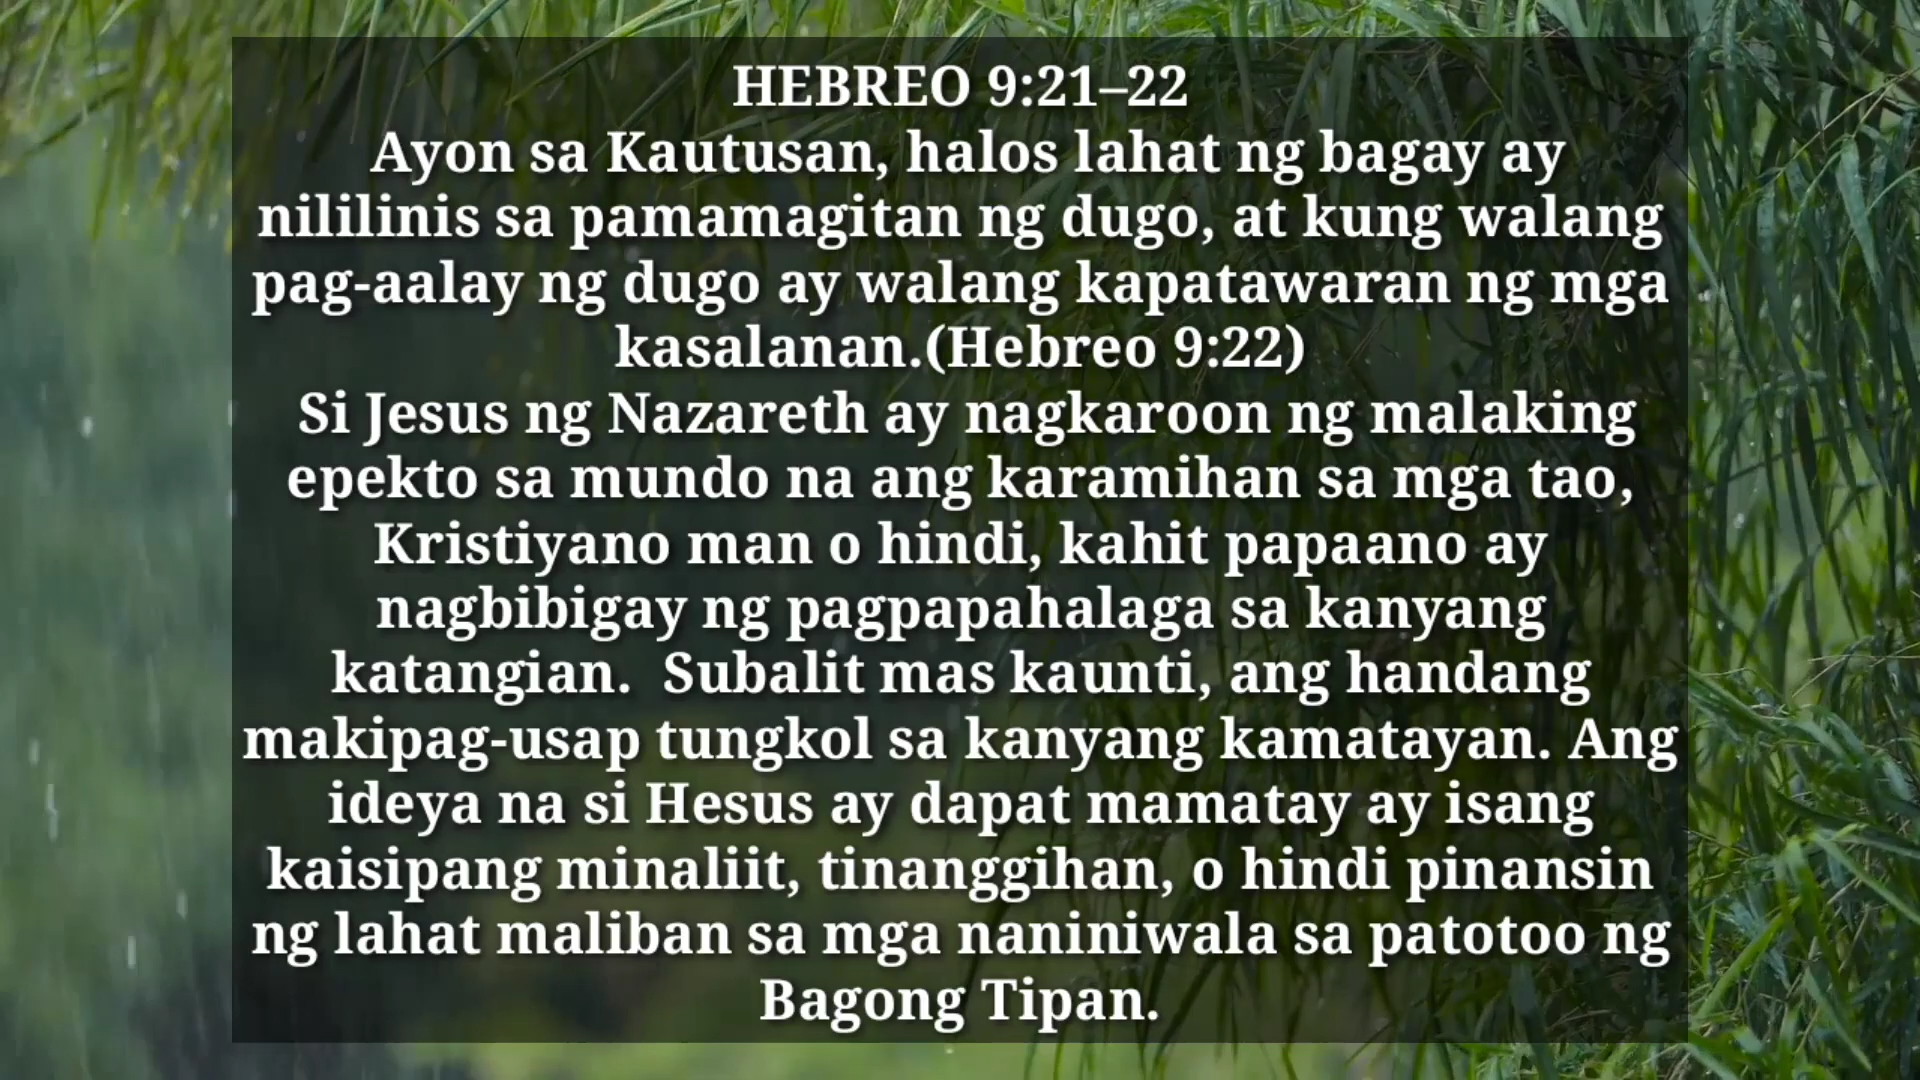 HEBREO 9:21–22
Ayon sa Kautusan, halos lahat ng bagay ay
nililinis sa pamamagitan ng dugo, at kung walang
pag-aalay ng dugo ay walang kapatawaran ng mga
kasalanan.(Hebreo 9:22)
Si Jesus ng Nazareth ay nagkaroon ng malaking
epekto sa mundo na ang karamihan sa mga tao,
Kristiyano man o hindi, kahit papaano ay
nagbibigay ng pagpapahalaga sa kanyang
katangian.  Subalit mas kaunti, ang handang
makipag-usap tungkol sa kanyang kamatayan. Ang
ideya na si Hesus ay dapat mamatay ay isang
kaisipang minaliit, tinanggihan, o hindi pinansin
ng lahat maliban sa mga naniniwala sa patotoo ng
Bagong Tipan.